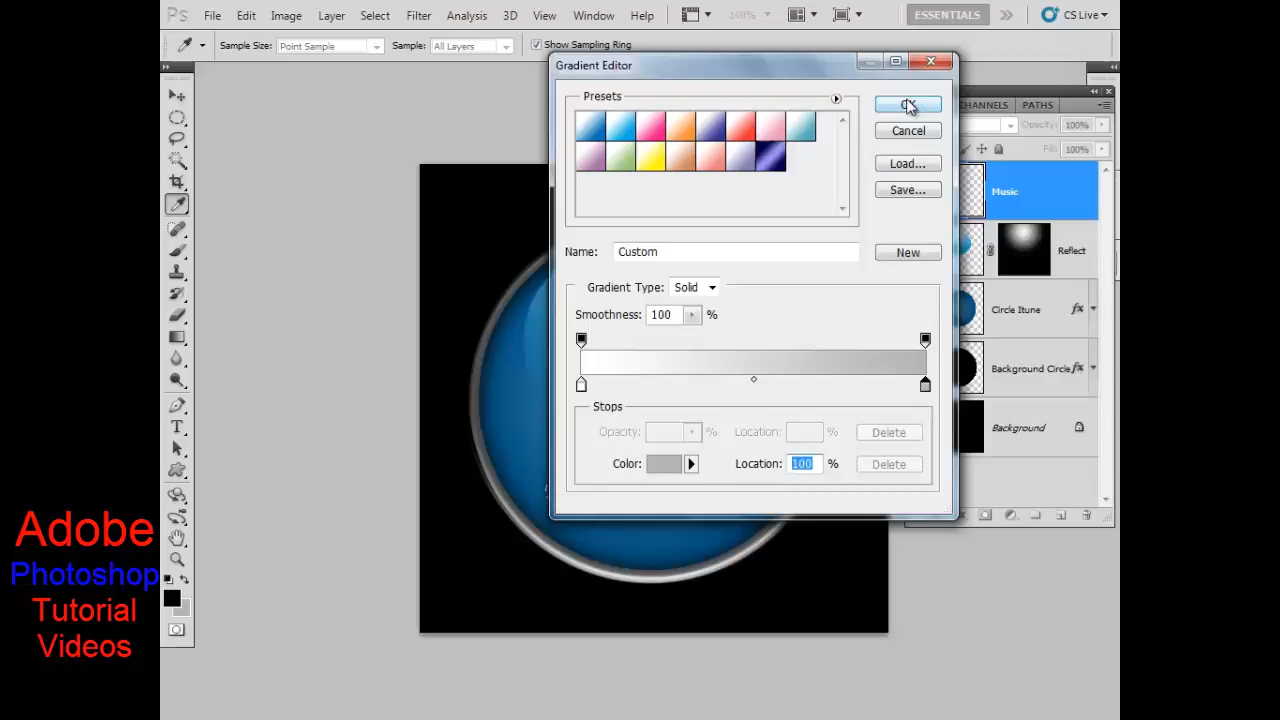 Ps File Edit Image Layer Select Filter Analysis 3D View Window Help 100% ESSENTIALS CS Live
Sample Size: Point Sample Sample: All Layers Show Sampling Ring
Gradient Editor
Presets
OK
Cancel
Load...
Save...
Name: Custom New
Gradient Type: Solid
Smoothness: 100 %
Stops
Opacity: % Location: % Delete
Color: Location: 100 % Delete
CHANNELS PATHS
Opacity: 100%
Fill: 100%
Music
Reflect
Circle Itune fx
Background Circle fx
Background
T
Adobe
Photoshop
Tutorial
Videos